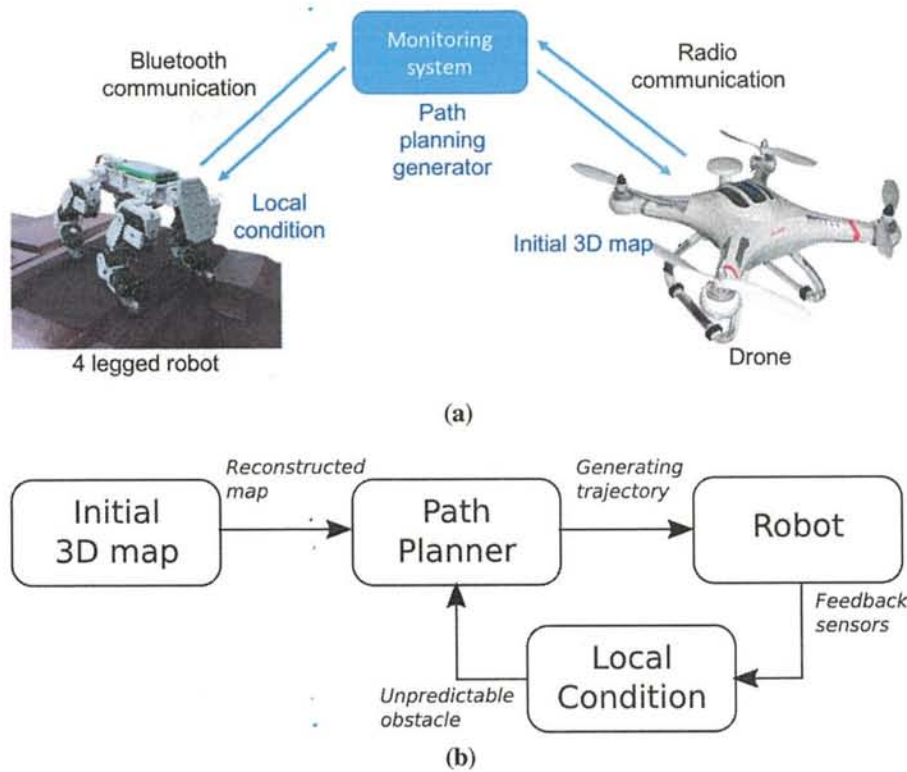 Monitoring
system
Bluetooth
communication
Radio
communication
Path
planning
generator
Local
condition
Initial 3D map
4 legged robot
Drone
(a)
Initial
3D map
Reconstructed
map
Path
Planner
Generating
trajectory
Robot
Feedback
sensors
Local
Condition
Unpredictable
obstacle
(b)